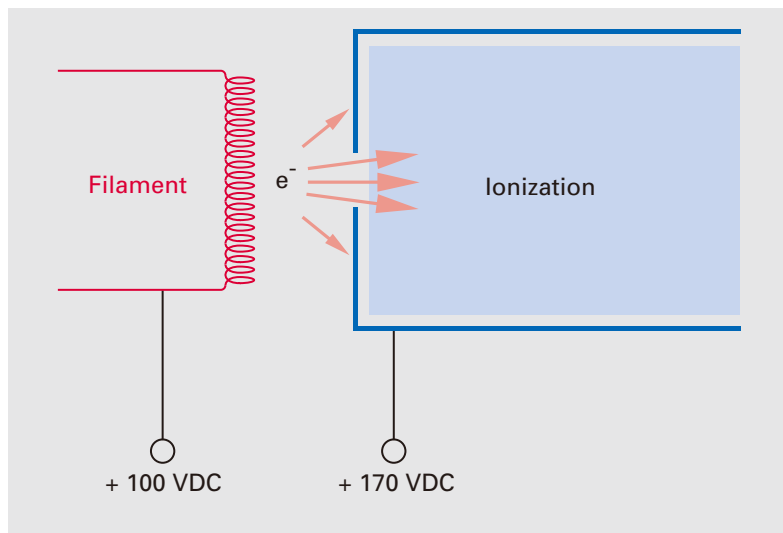 Filament
e-
Ionization
+ 100 VDC
+ 170 VDC